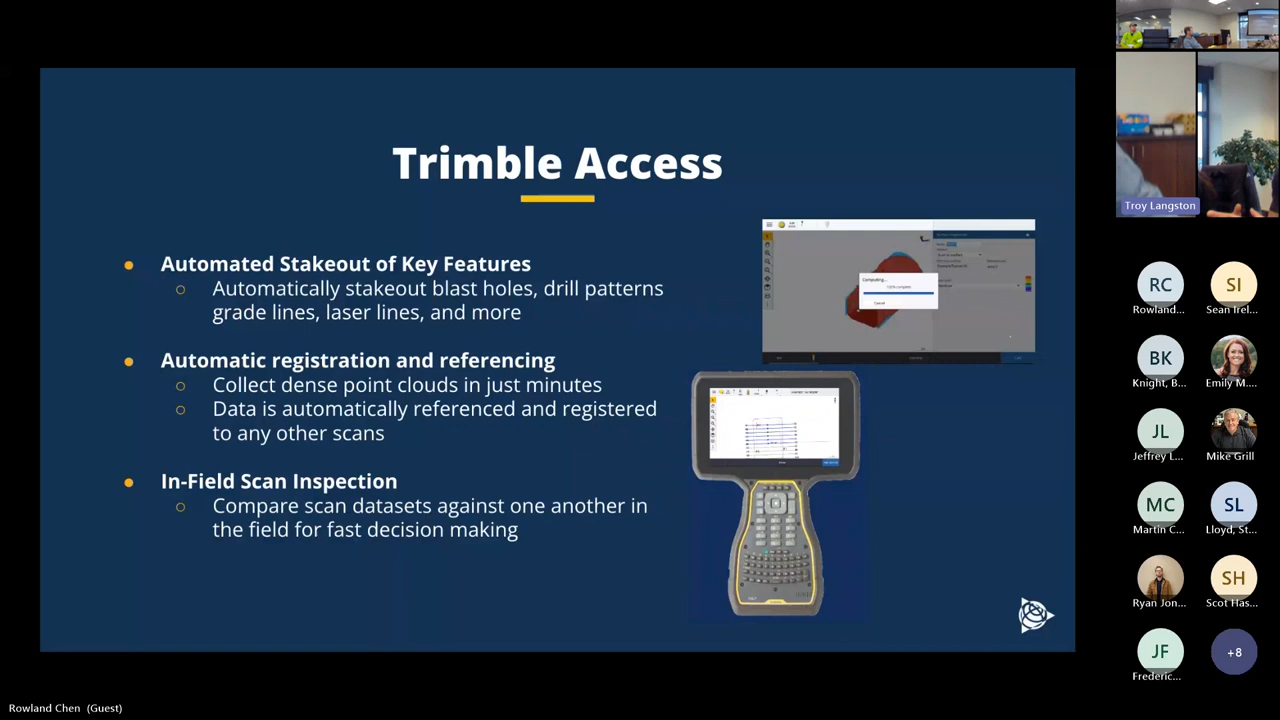 Trimble Access
Automated Stakeout of Key Features
Automatically stakeout blast holes, drill patterns
grade lines, laser lines, and more
Automatic registration and referencing
Collect dense point clouds in just minutes
Data is automatically referenced and registered
to any other scans
In-Field Scan Inspection
Compare scan datasets against one another in
the field for fast decision making
Computing...
Cancel
Troy Langston
RC
Rowland...
SI
Sean Irel...
BK
Knight, B...
Emily M....
JL
Jeffrey L...
Mike Grill
MC
Martin C...
SL
Lloyd, St...
Ryan Jon...
SH
Scot Has...
JF
Frederic...
+8
Rowland Chen (Guest)